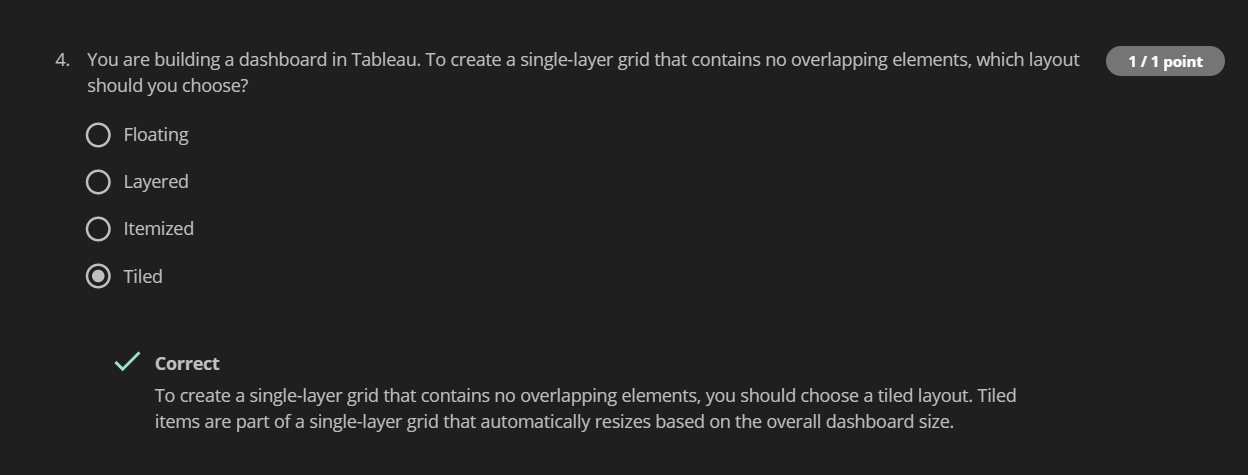 4. You are building a dashboard in Tableau. To create a single-layer grid that contains no overlapping elements, which layout
should you choose?
1 / 1 point
Floating
Layered
Itemized
Tiled
Correct
To create a single-layer grid that contains no overlapping elements, you should choose a tiled layout. Tiled
items are part of a single-layer grid that automatically resizes based on the overall dashboard size.